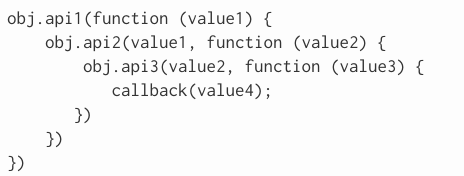 obj.api1(function (value1) {
    obj.api2(value1, function (value2) {
        obj.api3(value2, function (value3) {
           callback(value4);
       })
    })
})